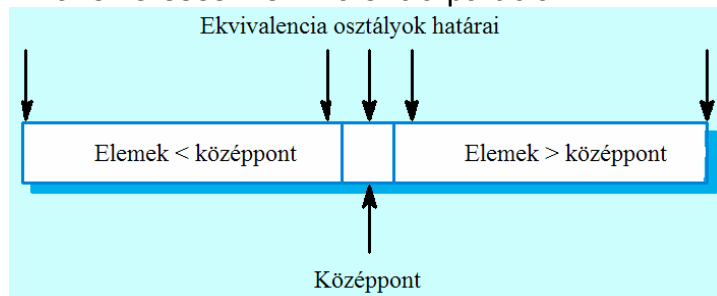 Ekvivalencia osztályok határai
Elemek < középpont
Elemek > középpont
Középpont